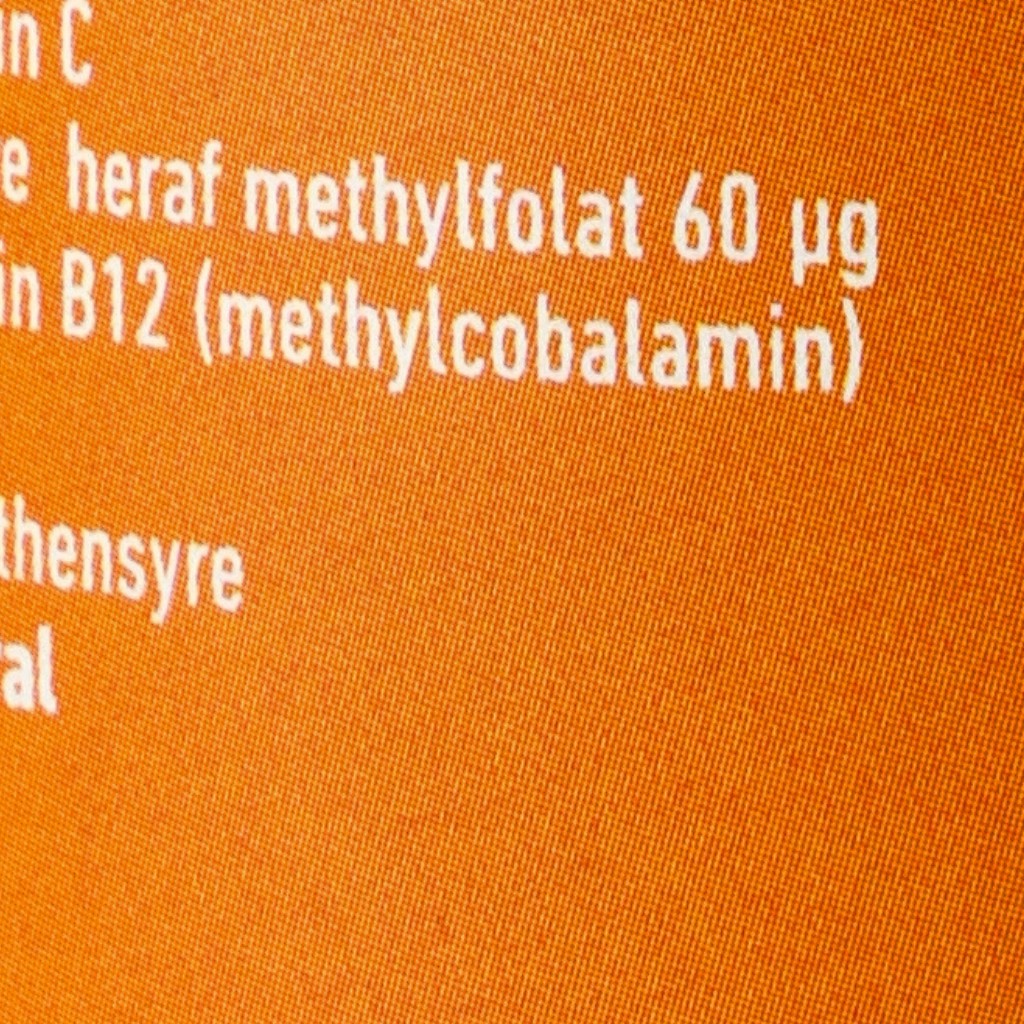 in C
e heraf methylfolat 60 µg
in B12 (methylcobalamin)
thensyre
al